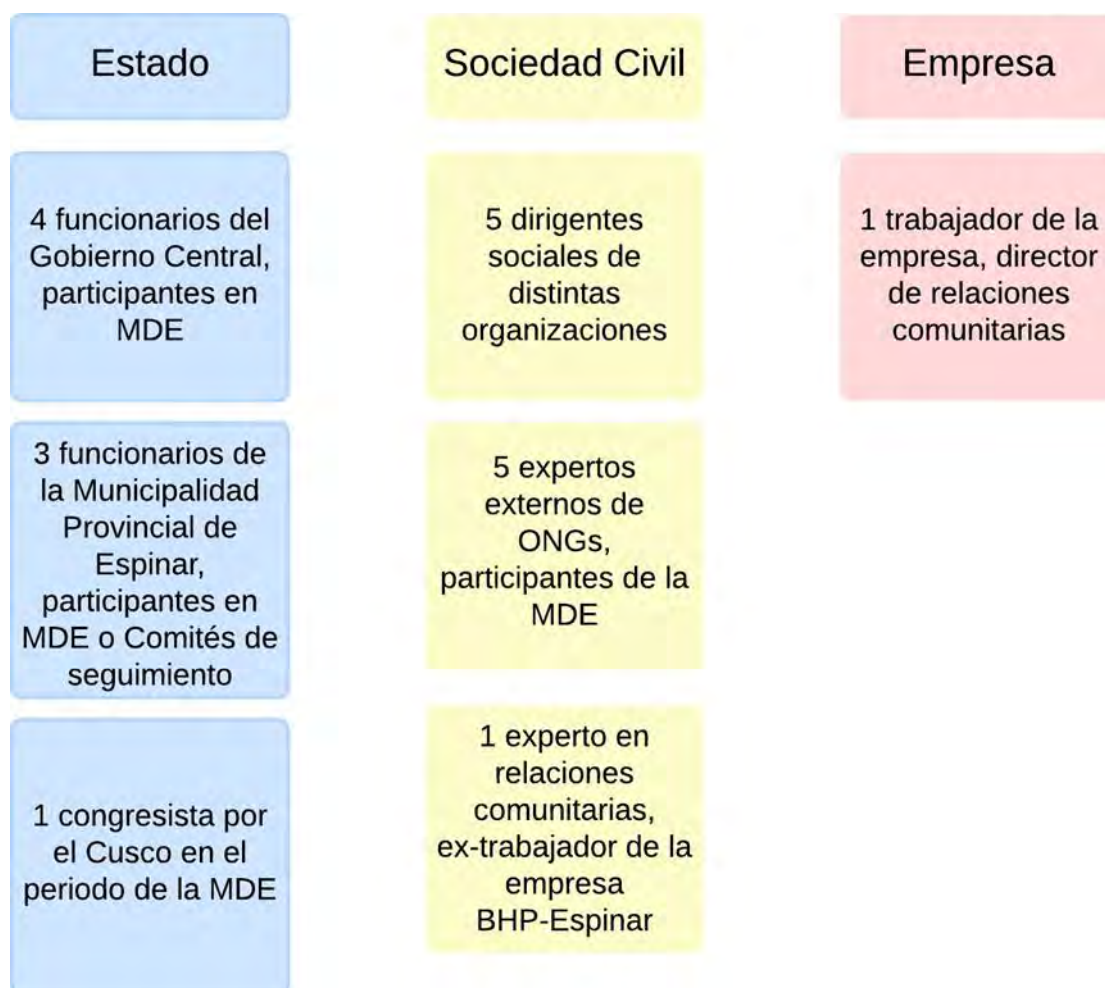 Estado
4 funcionarios del
Gobierno Central,
participantes en
MDE
3 funcionarios de
la Municipalidad
Provincial de
Espinar,
participantes en
MDE o Comités de
seguimiento
1 congresista por
el Cusco en el
periodo de la MDE
Sociedad Civil
5 dirigentes
sociales de
distintas
organizaciones
5 expertos
externos de
ONGs,
participantes de la
MDE
1 experto en
relaciones
comunitarias,
ex-trabajador de la
empresa
BHP-Espinar
Empresa
1 trabajador de la
empresa, director
de relaciones
comunitarias